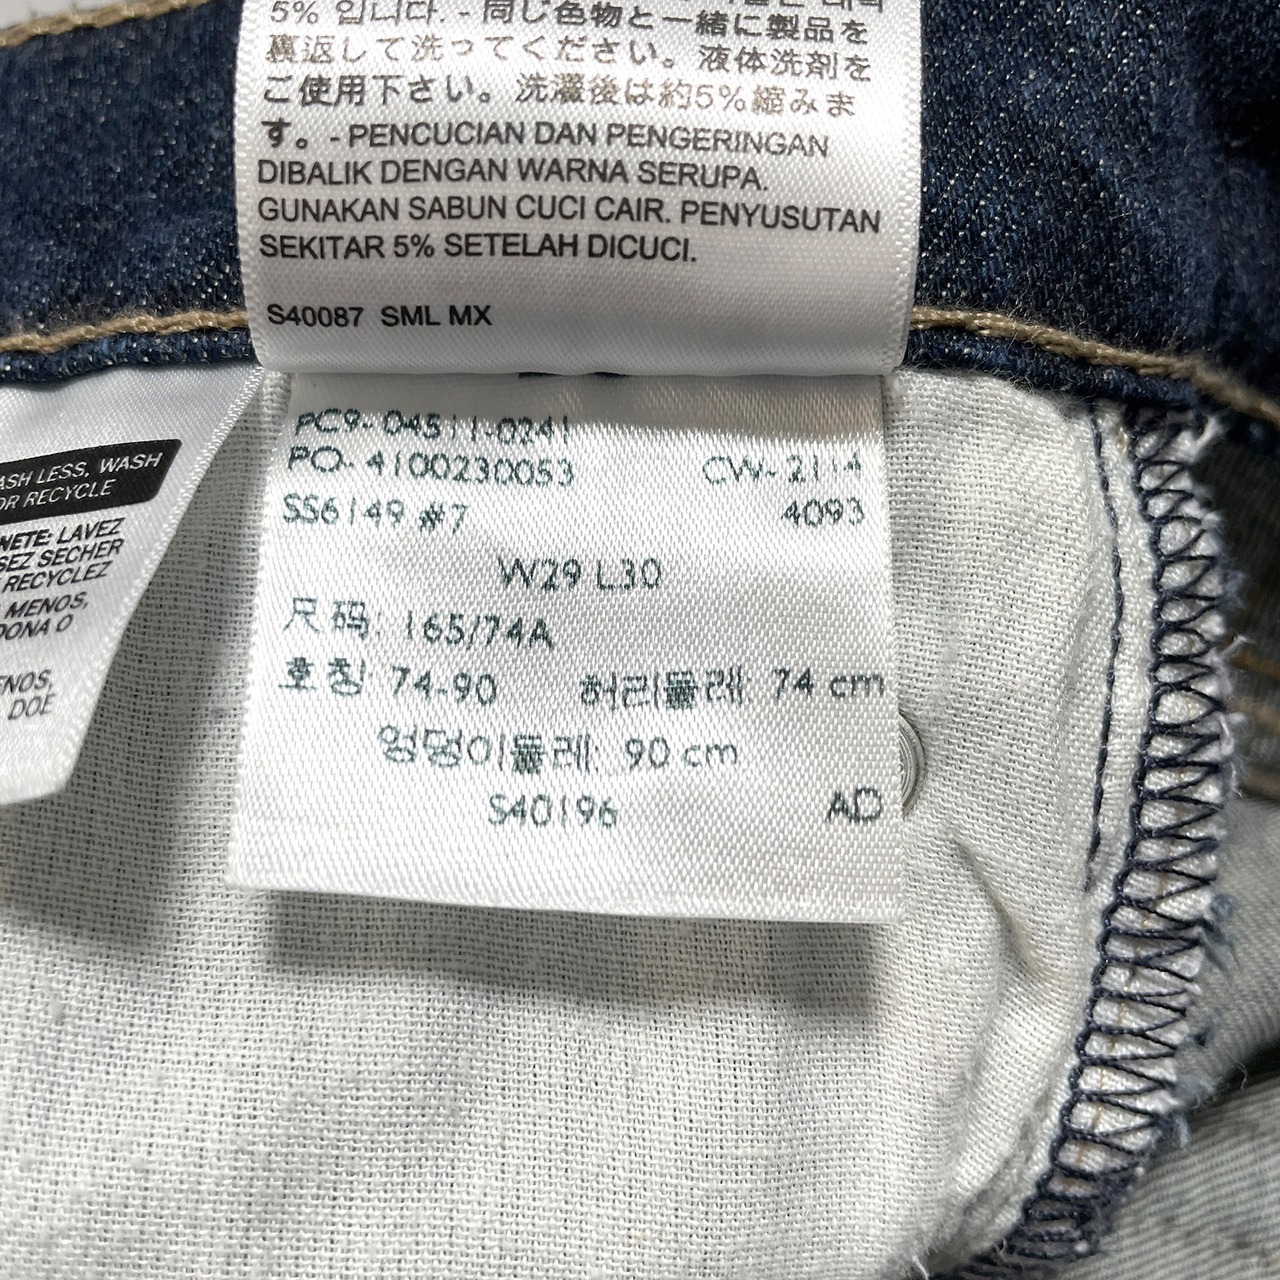 5% 입니다. - 同じ色物と一緒に製品を
裏返して洗ってください。液体洗剤を
ご使用下さい。洗濯後は約5%縮みま
す。- PENCUCIAN DAN PENGERINGAN
DIBALIK DENGAN WARNA SERUPA.
GUNAKAN SABUN CUCI CAIR. PENYUSUTAN
SEKITAR 5% SETELAH DICUCI.
S40087 SML MX
ASH LESS, WASH
OR RECYCLE
NETE: LAVEZ
SEZ SECHER
RECYCLEZ
MENOS,
DONA O
ENOS,
DOE
PC9-04511-0241
PO-4100230053 CW-2114
SS6149 #7 4093
W29 L30
尺码: 165/74A
호칭 74-90 허리둘레: 74 cm
엉덩이둘레: 90 cm
S40196 AD